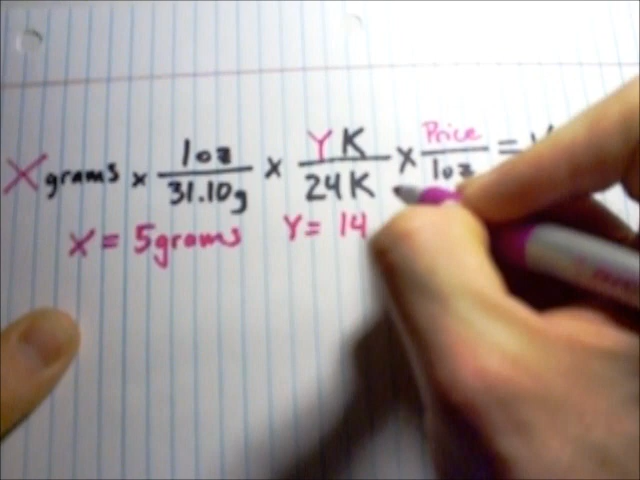 X grams x 1oz/31.10g x YK/24K x Price/1oz =
X = 5grams Y = 14